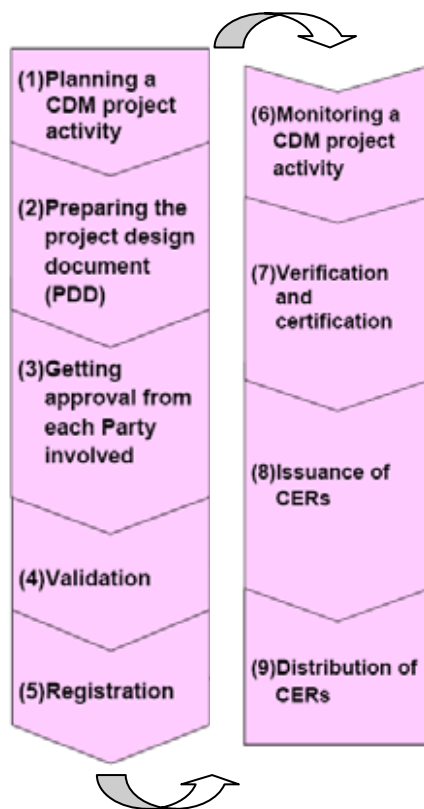 (1)Planning a
CDM project
activity
(2)Preparing the
project design
document
(PDD)
(3)Getting
approval from
each Party
involved
(4)Validation
(5)Registration
(6)Monitoring a
CDM project
activity
(7)Verification
and
certification
(8)Issuance of
CERs
(9)Distribution of
CERs